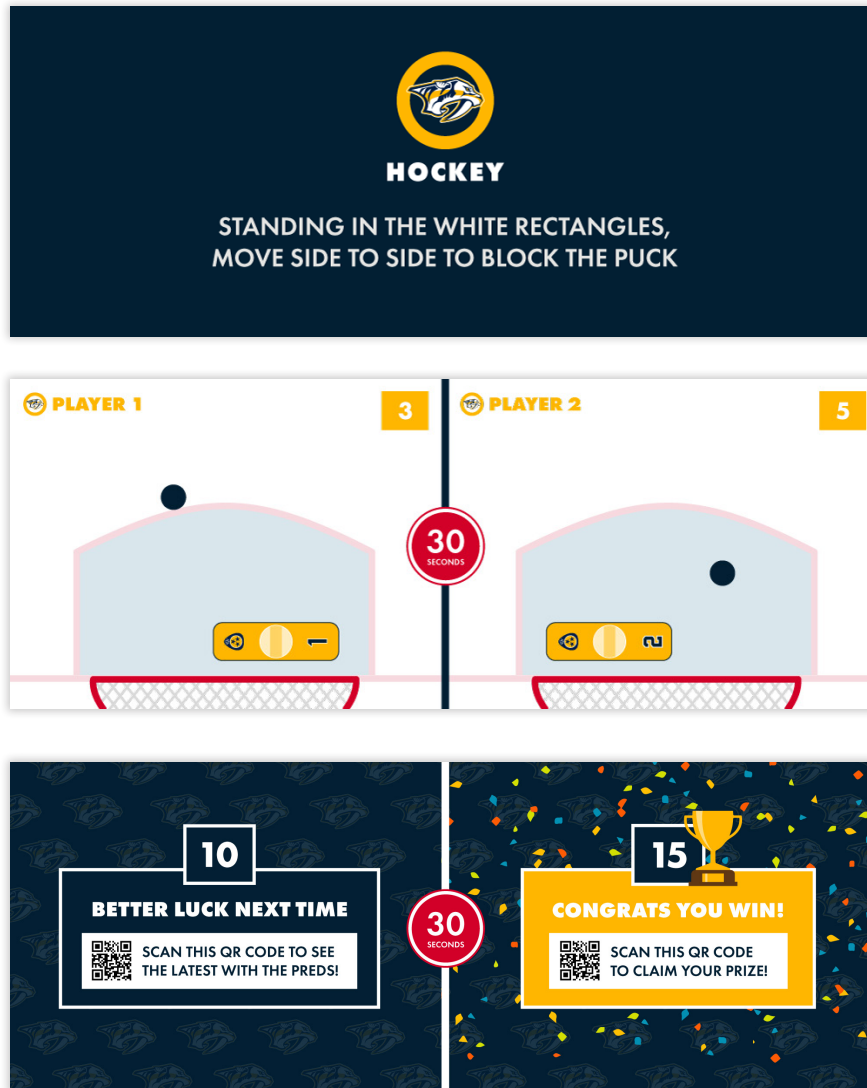 HOCKEY
STANDING IN THE WHITE RECTANGLES,
MOVE SIDE TO SIDE TO BLOCK THE PUCK
PLAYER 1
3
PLAYER 2
5
30
SECONDS
1
2
10
BETTER LUCK NEXT TIME
SCAN THIS QR CODE TO SEE
THE LATEST WITH THE PREDS!
30
SECONDS
15
CONGRATS YOU WIN!
SCAN THIS QR CODE
TO CLAIM YOUR PRIZE!